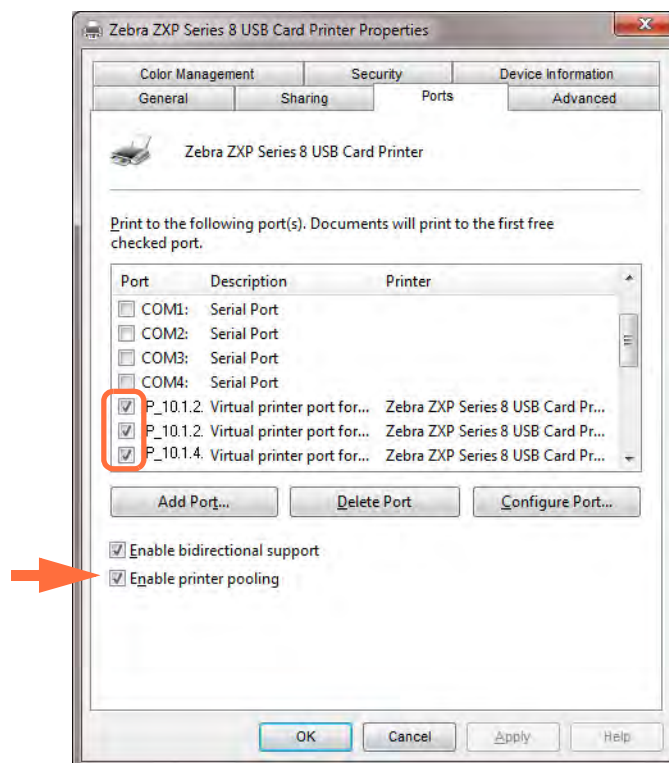 Zebra ZXP Series 8 USB Card Printer Properties
Color Management Security Device Information
General Sharing Ports Advanced
Zebra ZXP Series 8 USB Card Printer
Print to the following port(s). Documents will print to the first free
checked port.
Port Description Printer
COM1: Serial Port
COM2: Serial Port
COM3: Serial Port
COM4: Serial Port
P_10.1.2. Virtual printer port for... Zebra ZXP Series 8 USB Card Pr...
P_10.1.2. Virtual printer port for... Zebra ZXP Series 8 USB Card Pr...
P_10.1.4. Virtual printer port for... Zebra ZXP Series 8 USB Card Pr...
Add Port... Delete Port Configure Port...
Enable bidirectional support
Enable printer pooling
OK Cancel Apply Help